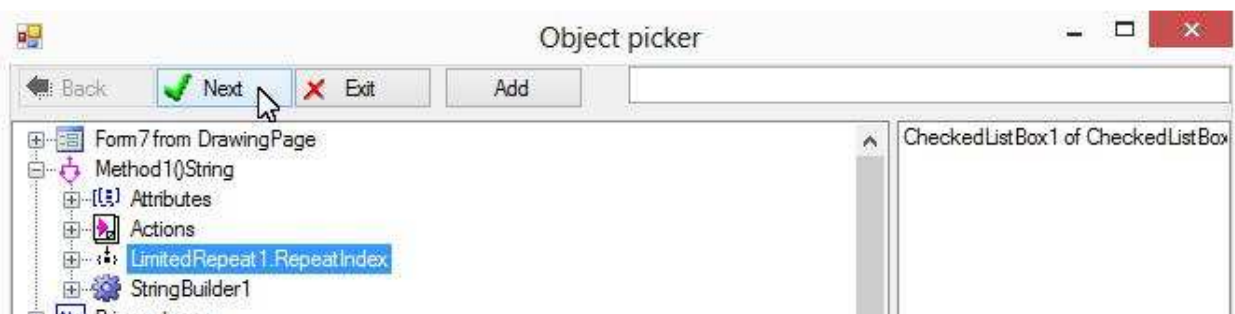 Object picker
Back Next Exit Add
Form7 from DrawingPage
Method1()String
Attributes
Actions
LimitedRepeat1.RepeatIndex
StringBuilder1
CheckedListBox1 of CheckedListBox